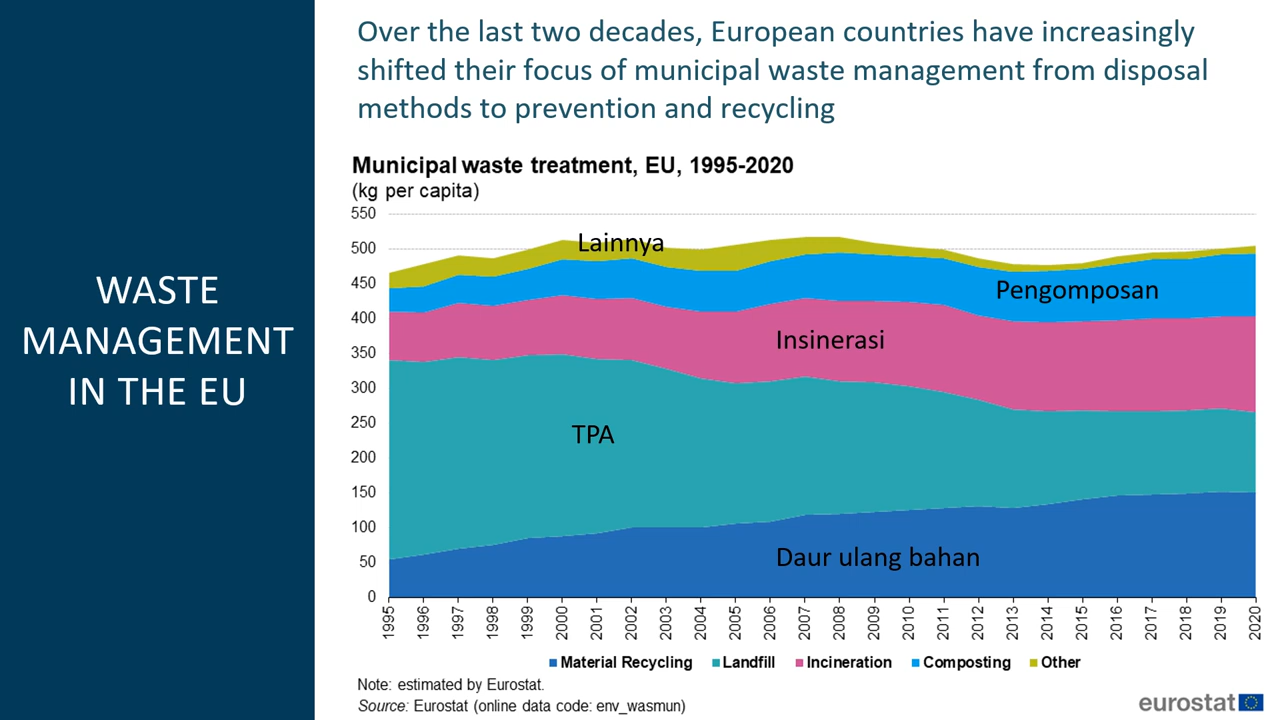 WASTE
MANAGEMENT
IN THE EU
Over the last two decades, European countries have increasingly
shifted their focus of municipal waste management from disposal
methods to prevention and recycling
Municipal waste treatment, EU, 1995-2020
(kg per capita)
550
500
450
400
350
300
250
200
150
100
50
0
Lainnya
Pengomposan
Insinerasi
TPA
Daur ulang bahan
1995 1996 1997 1998 1999 2000 2001 2002 2003 2004 2005 2006 2007 2008 2009 2010 2011 2012 2013 2014 2015 2016 2017 2018 2019 2020
Material Recycling Landfill Incineration Composting Other
Note: estimated by Eurostat.
Source: Eurostat (online data code: env_wasmun)
eurostat